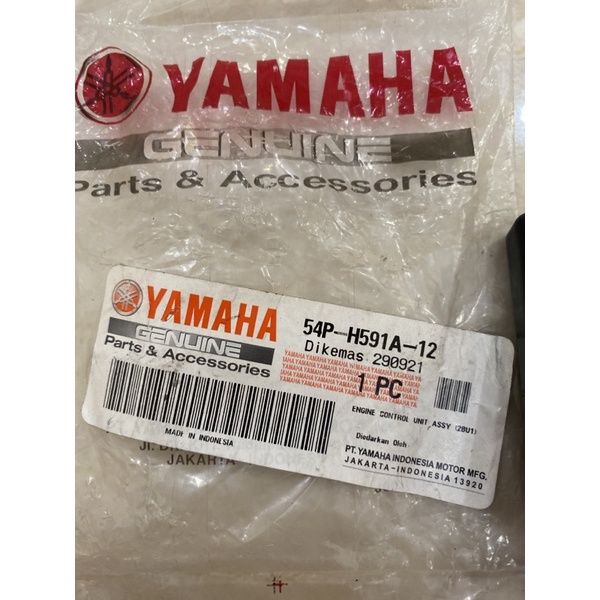 YAMAHA
GENUINE
Parts & Accessories
YAMAHA
GENUINE
Parts & Accessories
MADE IN INDONESIA
54P-H591A-12
Dikemas 290921
1 PC
ENGINE CONTROL UNIT ASSY (2BU1)
Diedarkan Oleh
PT.YAMAHA INDONESIA MOTOR MFG.
JAKARTA-INDONESIA 13920
JAKARTA